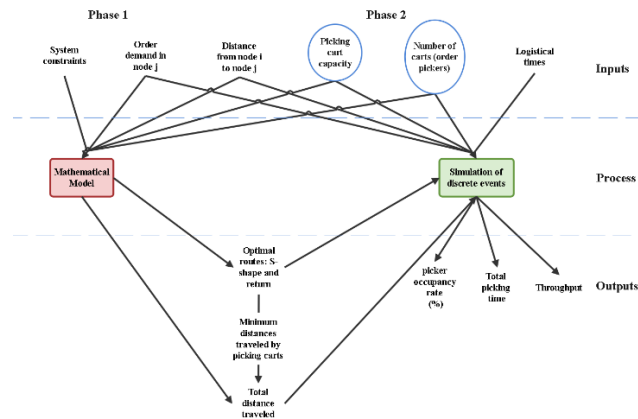 Phase 1
Phase 2
System
constraints
Order
demand in
node j
Distance
from node i
to node j
Picking
cart
capacity
Number of
carts (order
pickers)
Logistical
times
Inputs
Mathematical
Model
Simulation of
discrete events
Process
Optimal
routes: S-
shape and
return
Minimum
distances
traveled by
picking carts
Total
distance
traveled
picker
occupancy
rate
(%)
Total
picking
time
Throughput
Outputs